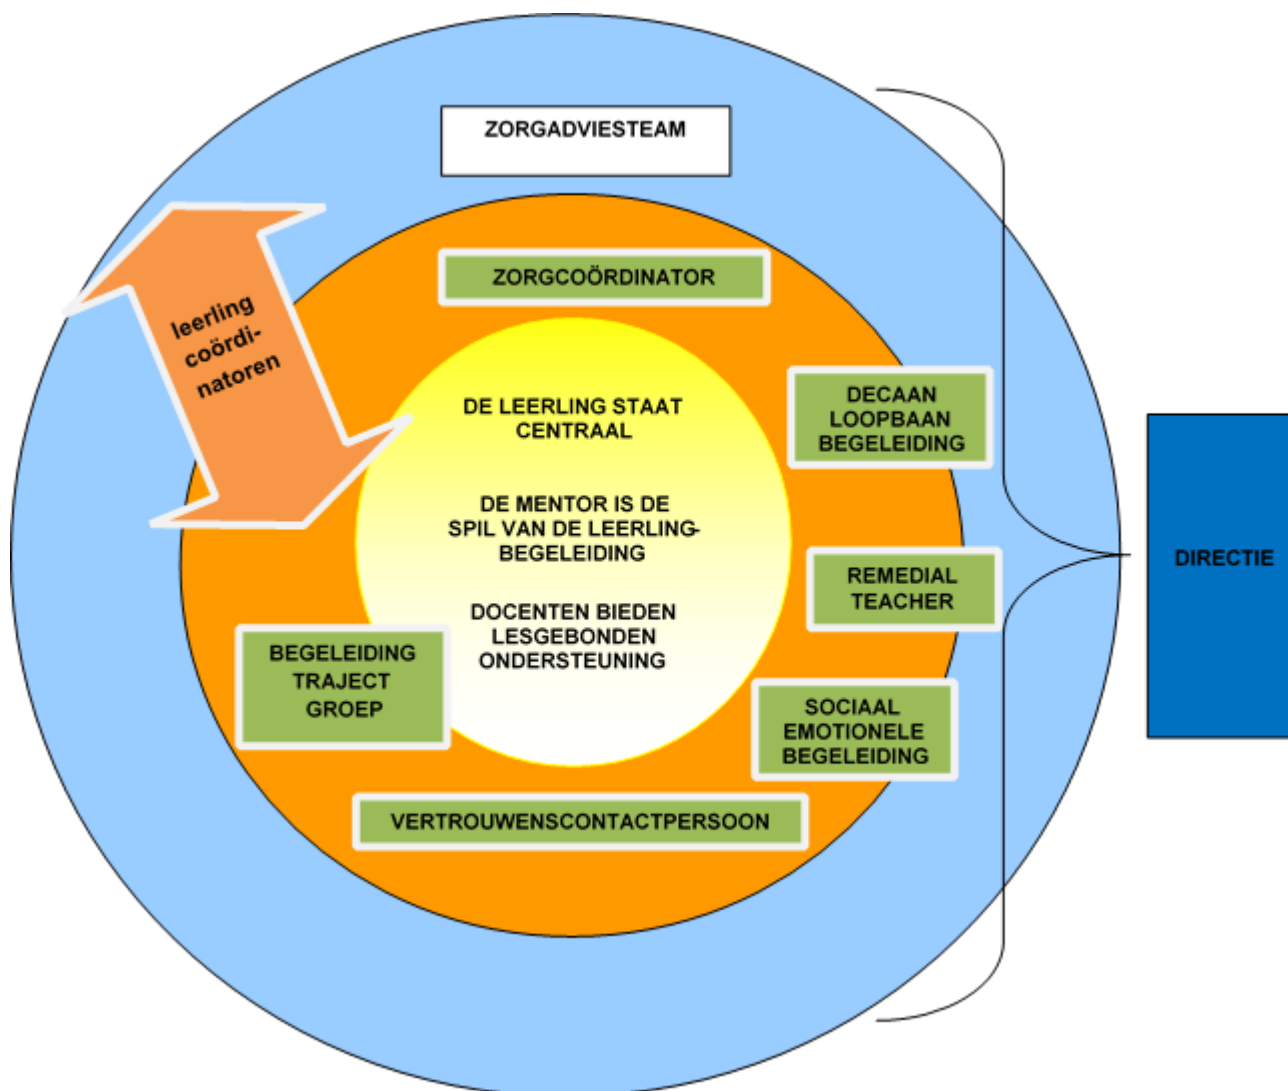 ZORGADVIESTEAM
ZORGCOÖRDINATOR
leerling
coördi-
natoren
DE LEERLING STAAT
CENTRAAL
DECAAN
LOOPBAAN
BEGELEIDING
DE MENTOR IS DE
SPIL VAN DE LEERLING-
BEGELEIDING
DIRECTIE
REMEDIAL
TEACHER
DOCENTEN BIEDEN
LESGEBONDEN
ONDERSTEUNING
BEGELEIDING
TRAJECT
GROEP
SOCIAAL
EMOTIONELE
BEGELEIDING
VERTROUWENSCONTACTPERSOON